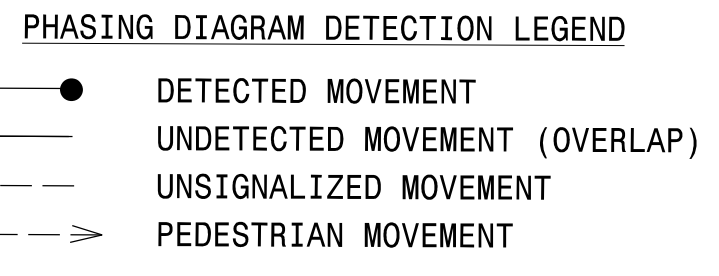 PHASING DIAGRAM DETECTION LEGEND
DETECTED MOVEMENT
UNDETECTED MOVEMENT (OVERLAP)
UNSIGNALIZED MOVEMENT
PEDESTRIAN MOVEMENT